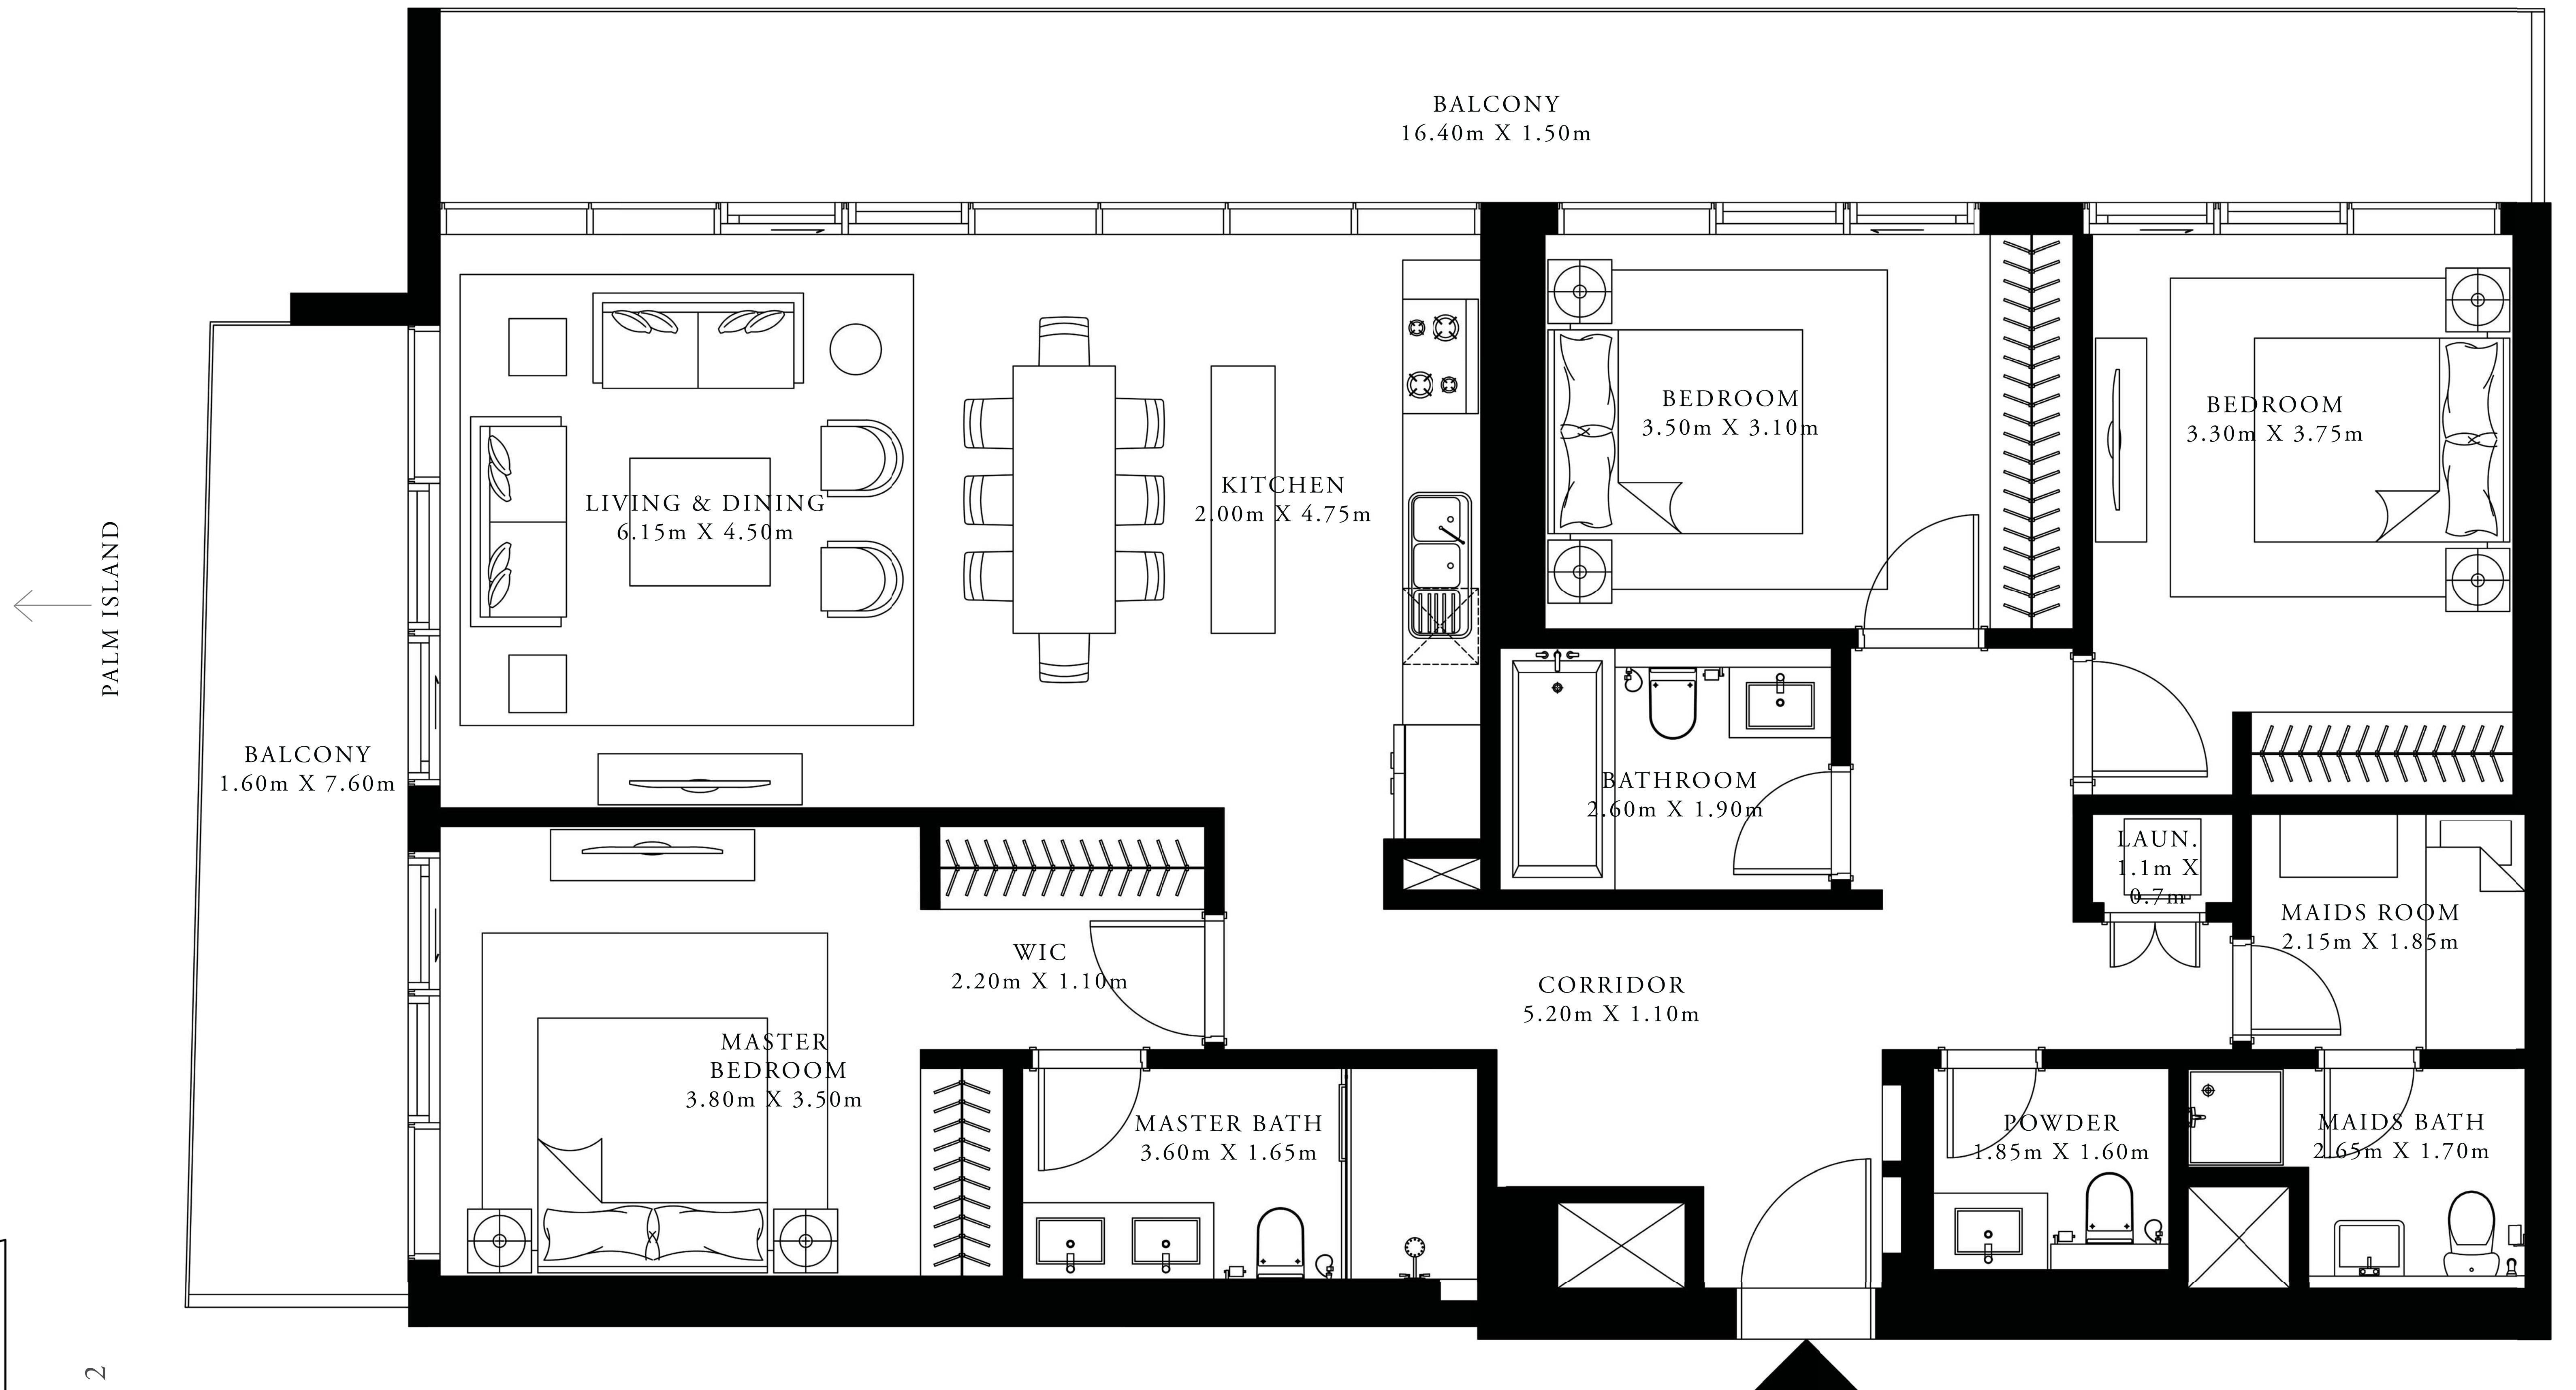 BALCONY
16.40m X 1.50m
BEDROOM
3.50m X 3.10m
BEDROOM
3.30m X 3.75m
LIVING & DINING
6.15m X 4.50m
KITCHEN
2.00m X 4.75m
PALM ISLAND
BALCONY
1.60m X 7.60m
BATHROOM
2.60m X 1.90m
LAUN.
1.1m X
0.7m
MAIDS ROOM
2.15m X 1.85m
WIC
2.20m X 1.10m
CORRIDOR
5.20m X 1.10m
MASTER
BEDROOM
3.80m X 3.50m
MASTER BATH
3.60m X 1.65m
POWDER
1.85m X 1.60m
MAIDS BATH
2.65m X 1.70m
2